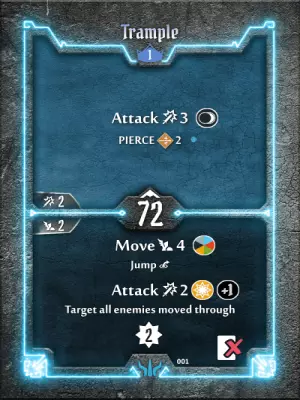 Trample
1
Attack 3
PIERCE 2
2
72
2
Move 4
Jump
Attack 2 +1
Target all enemies moved through
2
001